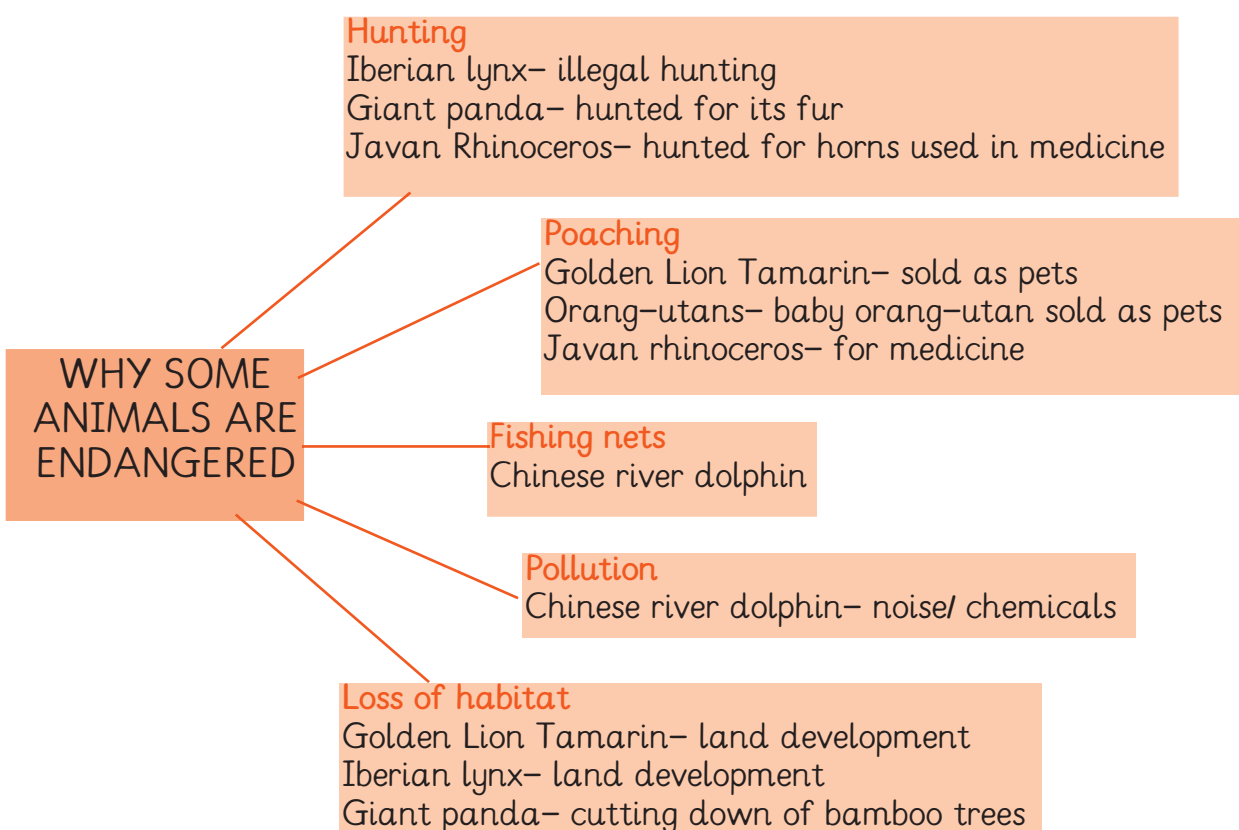 Hunting
Iberian lynx– illegal hunting
Giant panda– hunted for its fur
Javan Rhinoceros– hunted for horns used in medicine
Poaching
Golden Lion Tamarin– sold as pets
Orang–utans– baby orang–utan sold as pets
Javan rhinoceros– for medicine
WHY SOME
ANIMALS ARE
ENDANGERED
Fishing nets
Chinese river dolphin
Pollution
Chinese river dolphin– noise/ chemicals
Loss of habitat
Golden Lion Tamarin– land development
Iberian lynx– land development
Giant panda– cutting down of bamboo trees